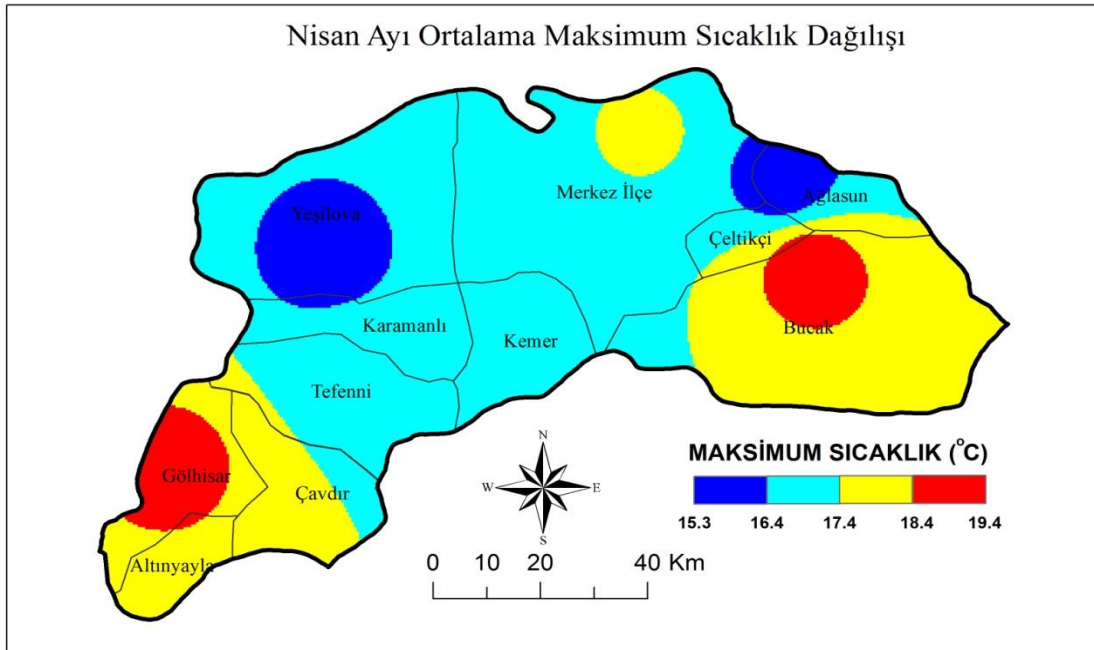 Nisan Ayı Ortalama Maksimum Sıcaklık Dağılışı
Merkez İlçe
Ağlasun
Yeşilova
Çeltikçi
Karamanlı
Kemer
Bucak
Tefenni
Gölhisar
Çavdır
Altınyayla
N
W
E
S
0 10 20 40 Km
MAKSİMUM SICAKLIK (°C)
15.3 16.4 17.4 18.4 19.4